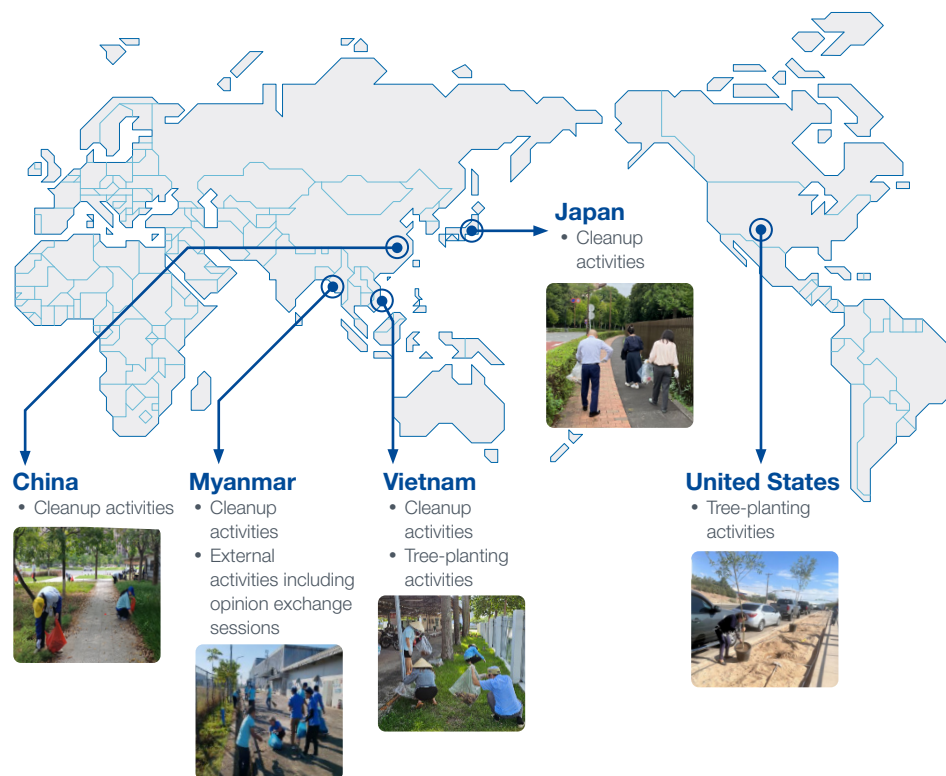 Japan
• Cleanup
activities
China
• Cleanup activities
Myanmar
• Cleanup
activities
• External
activities including
opinion exchange
sessions
Vietnam
• Cleanup
activities
• Tree-planting
activities
United States
• Tree-planting
activities